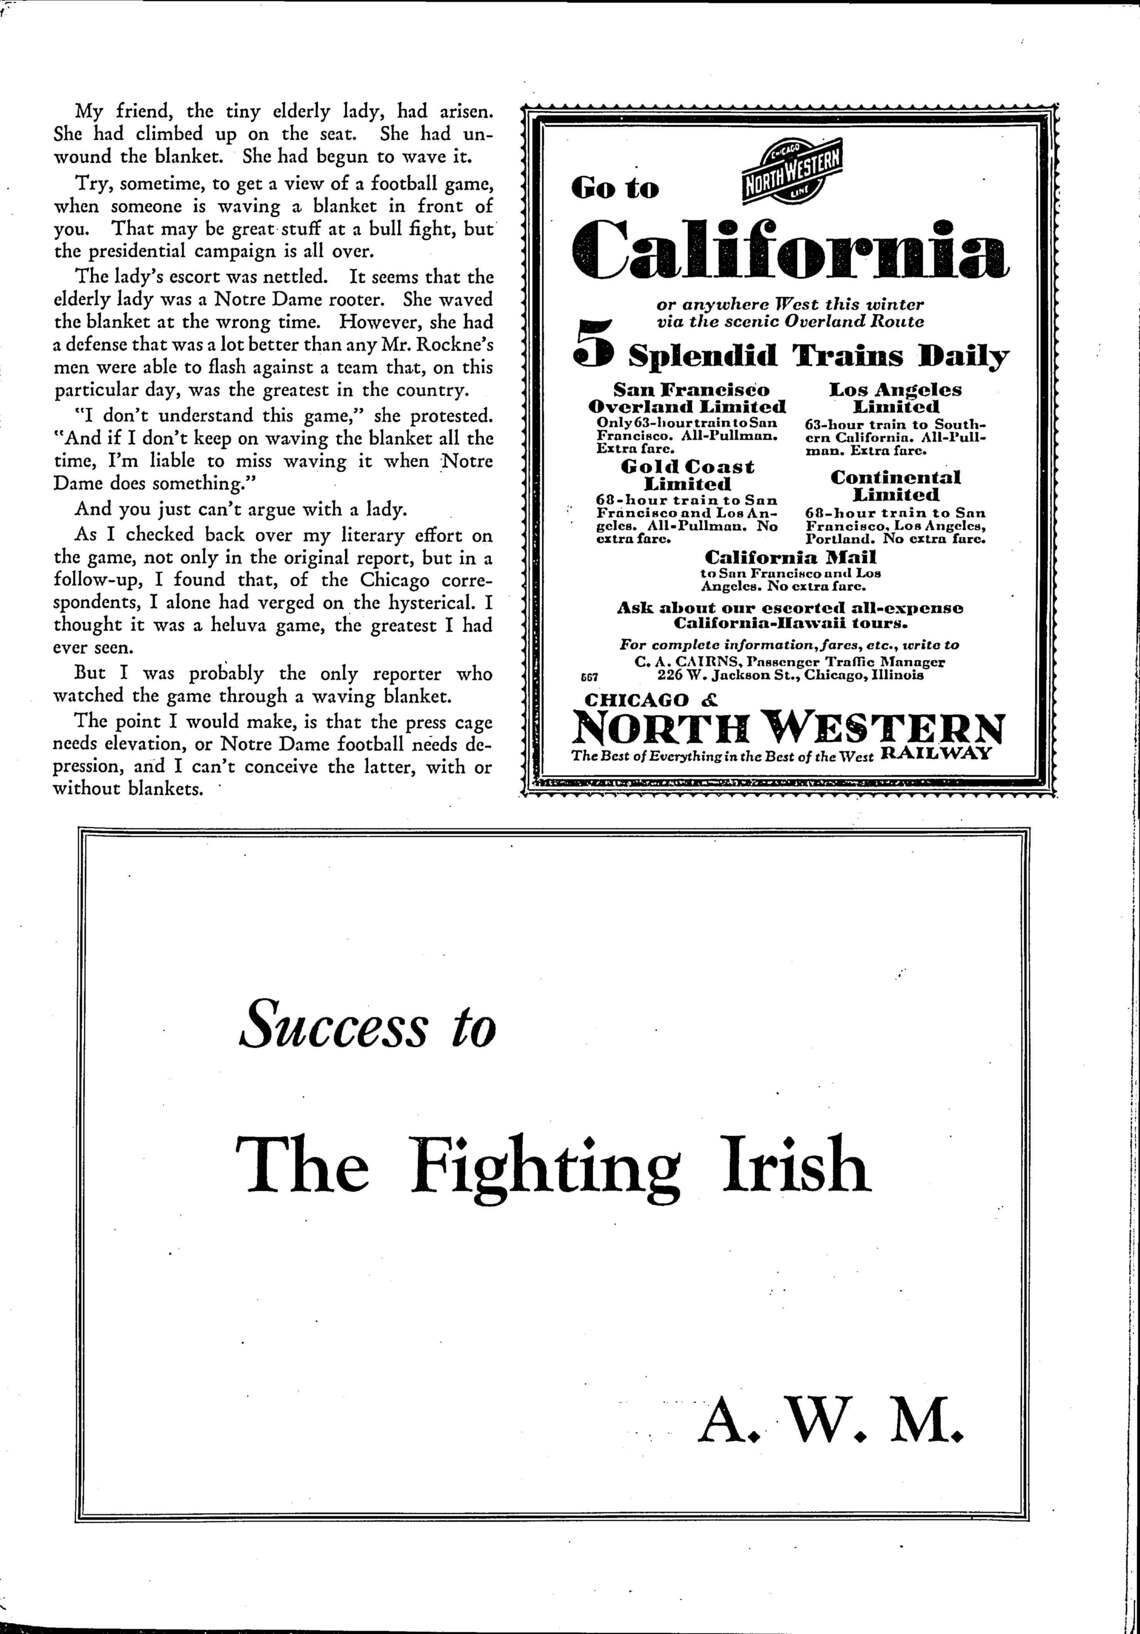 My friend, the tiny elderly lady, had arisen.
She had climbed up on the seat. She had un-
wound the blanket. She had begun to wave it.
Try, sometime, to get a view of a football game,
when someone is waving a blanket in front of
you. That may be great stuff at a bull fight, but
the presidential campaign is all over.
The lady's escort was nettled. It seems that the
elderly lady was a Notre Dame rooter. She waved
the blanket at the wrong time. However, she had
a defense that was a lot better than any Mr. Rockne's
men were able to flash against a team that, on this
particular day, was the greatest in the country.
"I don't understand this game," she protested.
"And if I don't keep on waving the blanket all the
time, I'm liable to miss waving it when Notre
Dame does something."
And you just can't argue with a lady.
As I checked back over my literary effort on
the game, not only in the original report, but in a
follow-up, I found that, of the Chicago corre-
spondents, I alone had verged on the hysterical. I
thought it was a heluva game, the greatest I had
ever seen.
But I was probably the only reporter who
watched the game through a waving blanket.
The point I would make, is that the press cage
needs elevation, or Notre Dame football needs de-
pression, and I can't conceive the latter, with or
without blankets.
CHICAGO
NORTH WESTERN
LINE
Go to
California
or anywhere West this winter
via the scenic Overland Route
5 Splendid Trains Daily
San Francisco
Overland Limited
Only 63-hour train to San
Francisco. All-Pullman.
Extra fare.
Gold Coast
Limited
68-hour train to San
Francisco and Los An-
geles. All-Pullman. No
extra fare.
Los Angeles
Limited
63-hour train to South-
ern California. All-Pull-
man. Extra fare.
Continental
Limited
68-hour train to San
Francisco, Los Angeles,
Portland. No extra fare.
California Mail
to San Francisco and Los
Angeles. No extra fare.
Ask about our escorted all-expense
California-Hawaii tours.
For complete information, fares, etc., write to
C. A. CAIRNS, Passenger Traffic Manager
567 226 W. Jackson St., Chicago, Illinois
CHICAGO &
NORTH WESTERN
The Best of Everything in the Best of the West RAILWAY
Success to
The Fighting Irish
A. W. M.